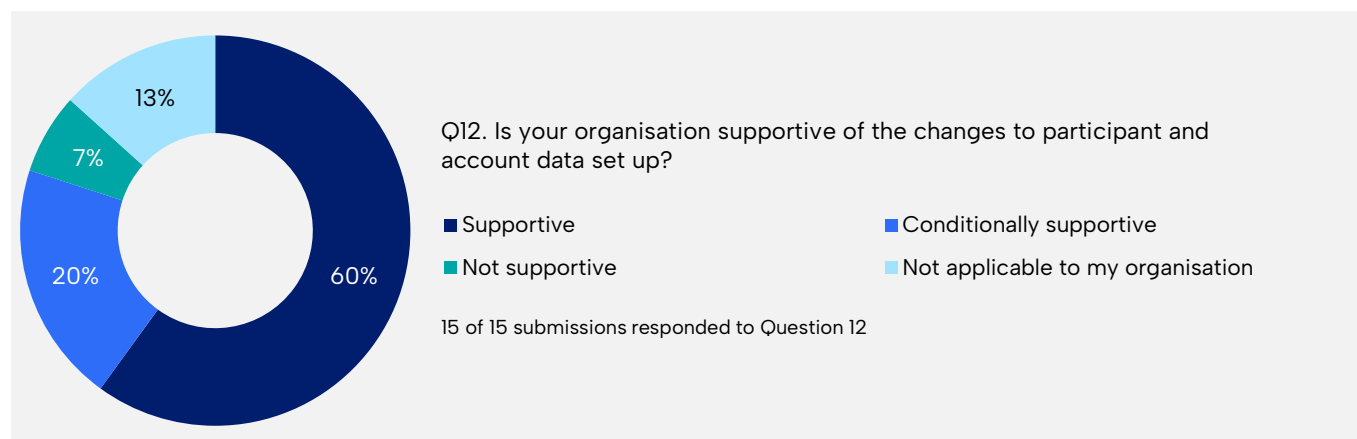 13%
7%
20%
60%
Q12. Is your organisation supportive of the changes to participant and
account data set up?
Supportive
Conditionally supportive
Not supportive
Not applicable to my organisation
15 of 15 submissions responded to Question 12